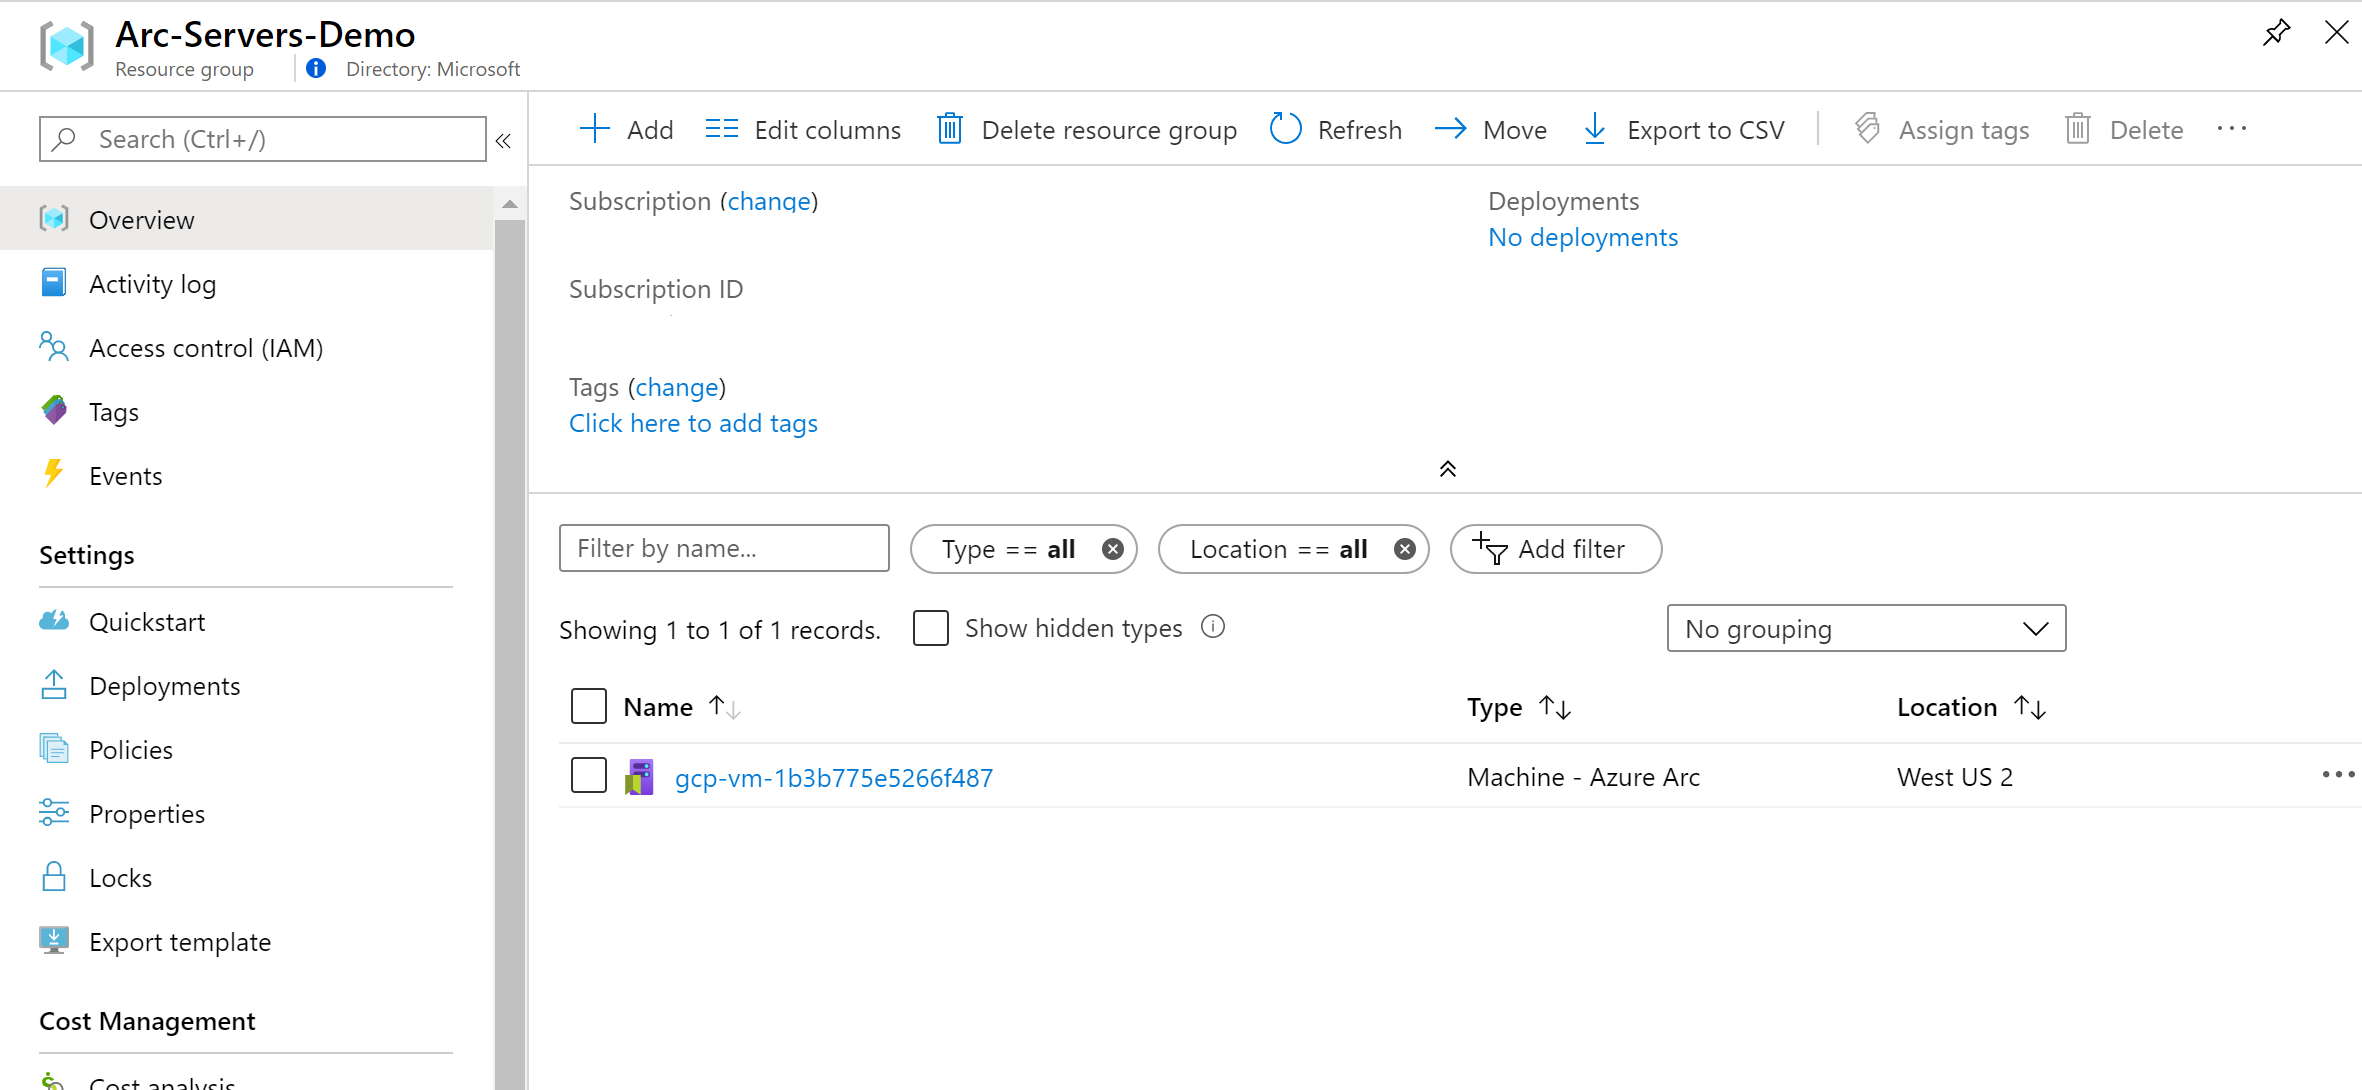 Arc-Servers-Demo
Resource group
Directory: Microsoft
Search (Ctrl+/)
Overview
Activity log
Access control (IAM)
Tags
Events
Settings
Quickstart
Deployments
Policies
Properties
Locks
Export template
Cost Management
Cost analysis
Add
Edit columns
Delete resource group
Refresh
Move
Export to CSV
Assign tags
Delete
Subscription (change)
Deployments
No deployments
Subscription ID
Tags (change)
Click here to add tags
Filter by name...
Type == all
Location == all
Add filter
Showing 1 to 1 of 1 records.
Show hidden types
No grouping
Name
Type
Location
gcp-vm-1b3b775e5266f487
Machine - Azure Arc
West US 2